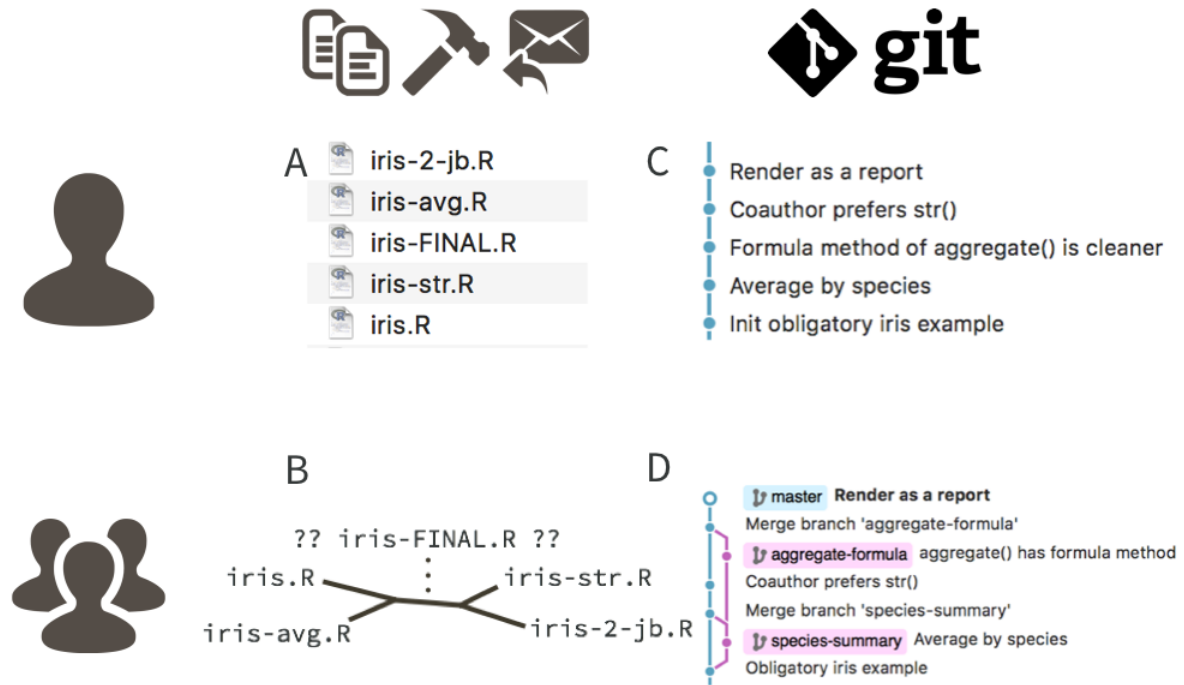 git
A
iris-2-jb.R
iris-avg.R
iris-FINAL.R
iris-str.R
iris.R
C
Render as a report
Coauthor prefers str()
Formula method of aggregate() is cleaner
Average by species
Init obligatory iris example
B
?? iris-FINAL.R ??
iris.R
iris-str.R
iris-avg.R
iris-2-jb.R
D
master Render as a report
Merge branch 'aggregate-formula'
aggregate-formula aggregate() has formula method
Coauthor prefers str()
Merge branch 'species-summary'
species-summary Average by species
Obligatory iris example